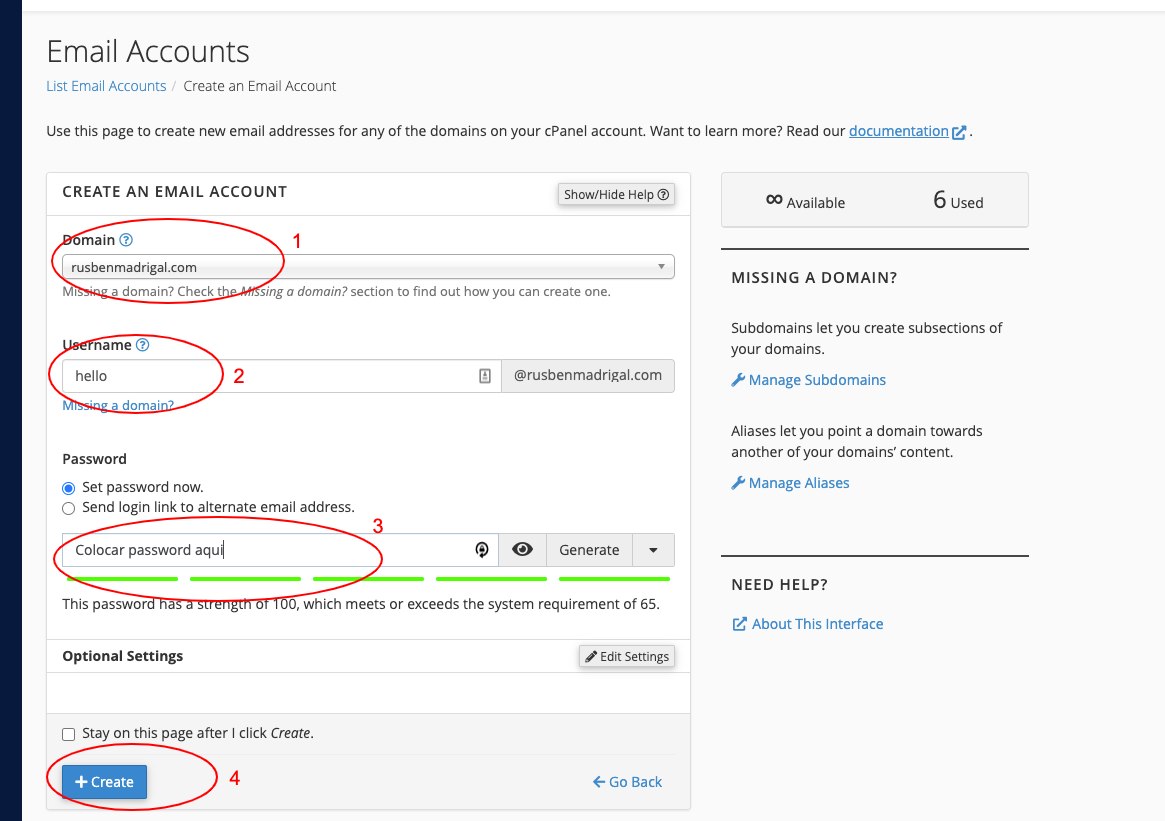 Email Accounts
List Email Accounts / Create an Email Account
Use this page to create new email addresses for any of the domains on your cPanel account. Want to learn more? Read our documentation .
CREATE AN EMAIL ACCOUNT
Show/Hide Help
Domain
1
rusbenmadrigal.com
Missing a domain? Check the Missing a domain? section to find out how you can create one.
Username
hello
2
@rusbenmadrigal.com
Missing a domain?
Password
Set password now.
Send login link to alternate email address.
3
Colocar password aqui
Generate
This password has a strength of 100, which meets or exceeds the system requirement of 65.
Optional Settings
Edit Settings
Stay on this page after I click Create.
+ Create
4
Go Back
∞ Available
6 Used
MISSING A DOMAIN?
Subdomains let you create subsections of
your domains.
Manage Subdomains
Aliases let you point a domain towards
another of your domains’ content.
Manage Aliases
NEED HELP?
About This Interface